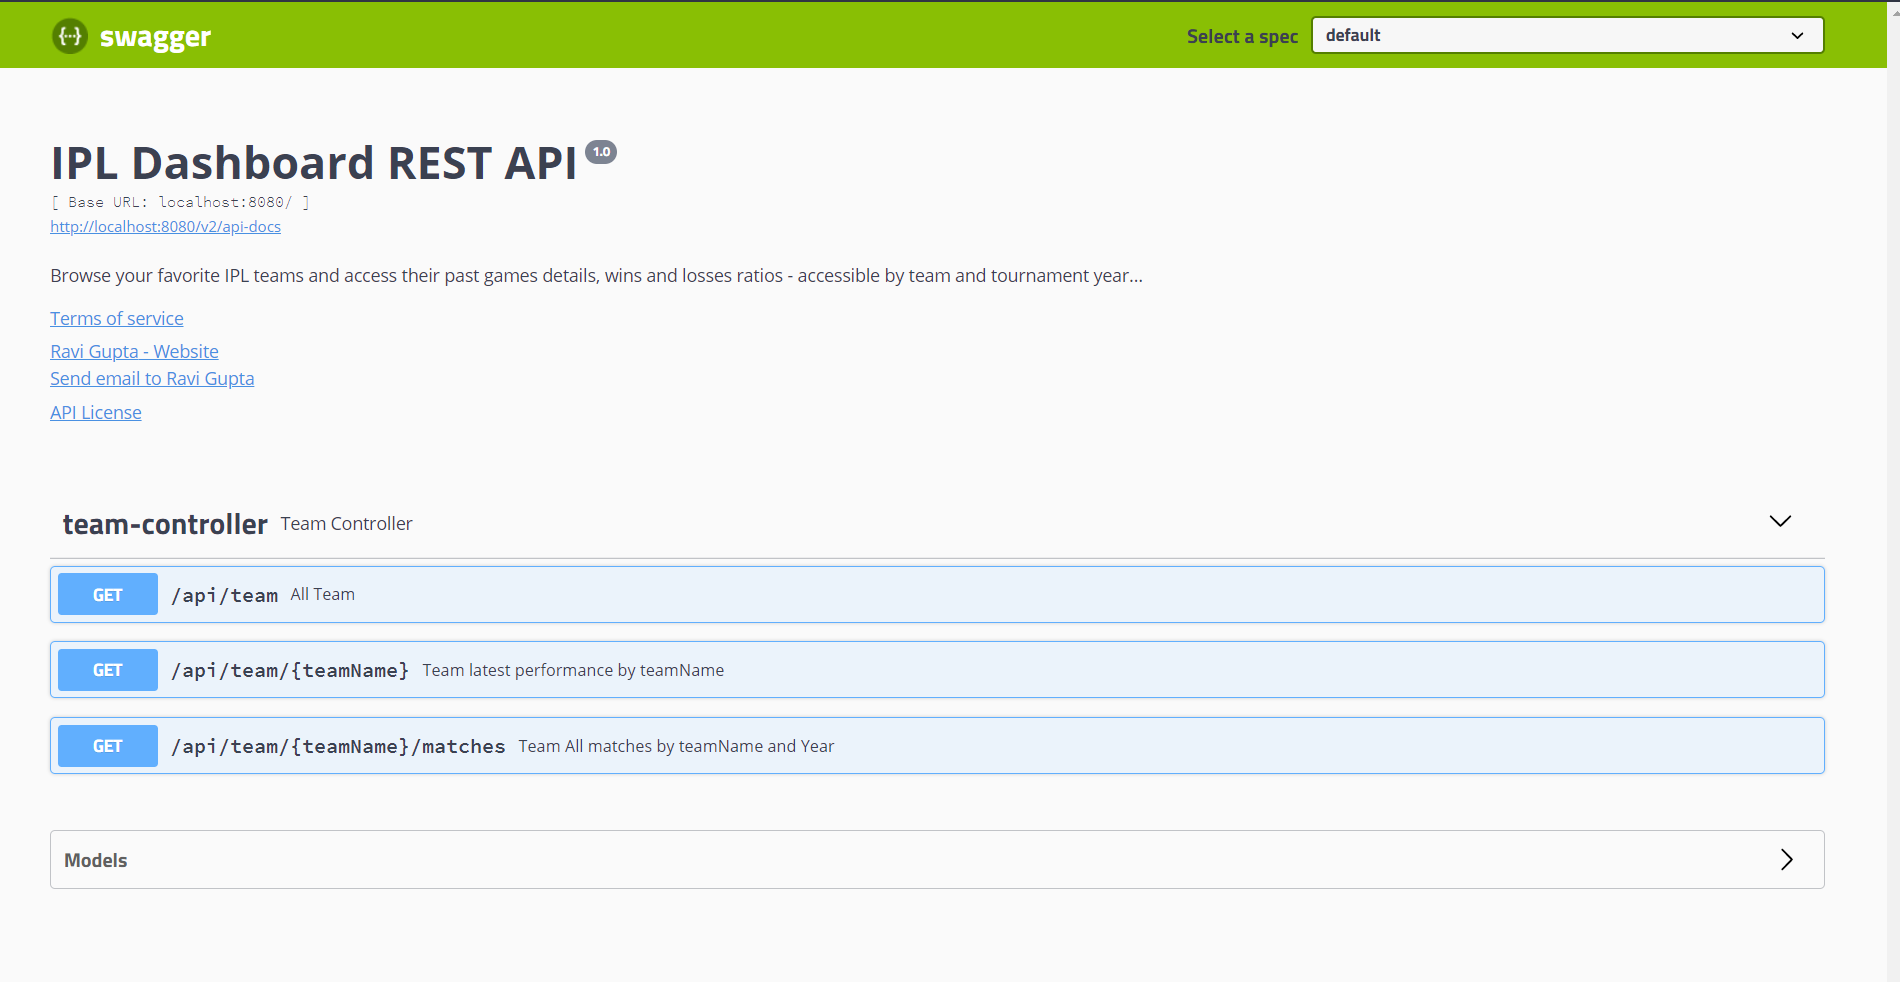 {···} swagger
Select a spec default
IPL Dashboard REST API 1.0
[ Base URL: localhost:8080/ ]
http://localhost:8080/v2/api-docs
Browse your favorite IPL teams and access their past games details, wins and losses ratios - accessible by team and tournament year...
Terms of service
Ravi Gupta - Website
Send email to Ravi Gupta
API License
team-controller Team Controller
GET /api/team All Team
GET /api/team/{teamName} Team latest performance by teamName
GET /api/team/{teamName}/matches Team All matches by teamName and Year
Models